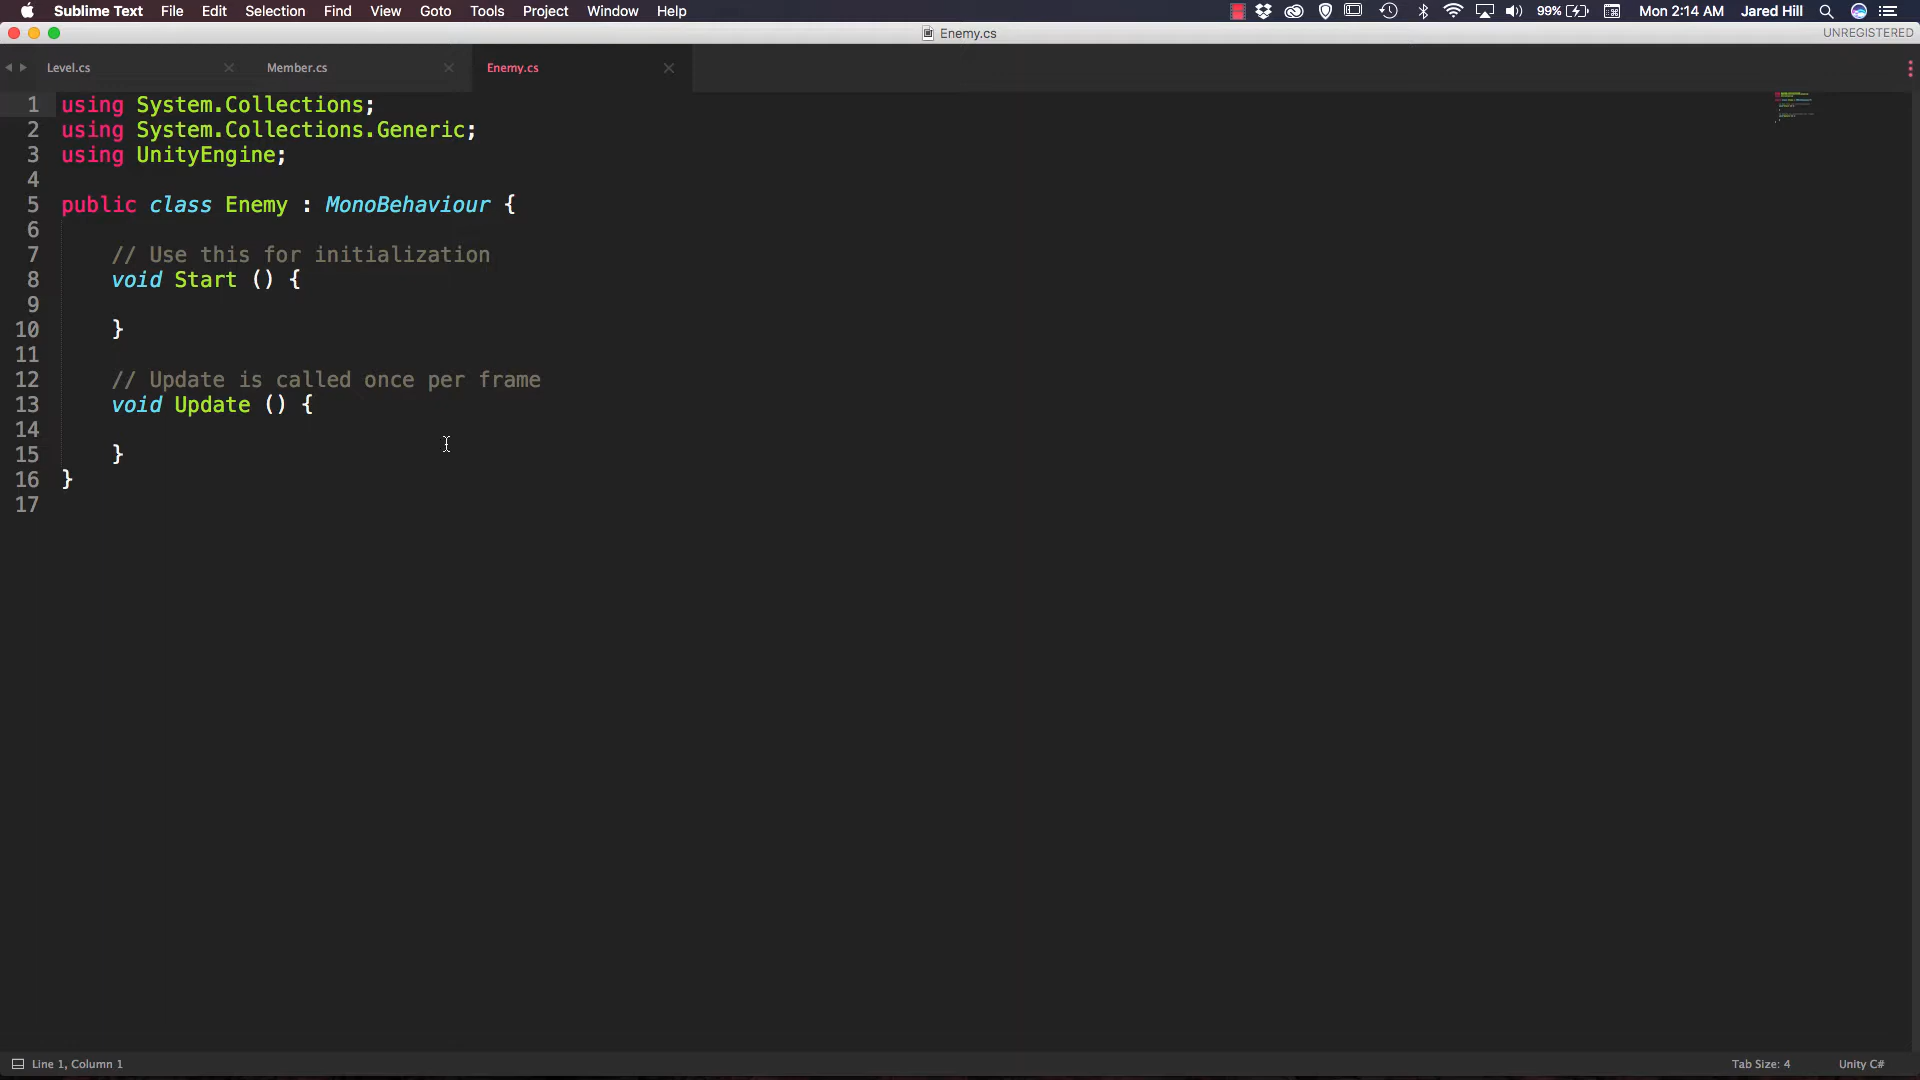 Sublime Text File Edit Selection Find View Goto Tools Project Window Help 99% Mon 2:14 AM Jared Hill
Enemy.cs UNREGISTERED
Level.cs Member.cs Enemy.cs
1 using System.Collections;
2 using System.Collections.Generic;
3 using UnityEngine;
4
5 public class Enemy : MonoBehaviour {
6
7 // Use this for initialization
8 void Start () {
9
10 }
11
12 // Update is called once per frame
13 void Update () {
14
15 }
16 }
17
Line 1, Column 1 Tab Size: 4 Unity C#